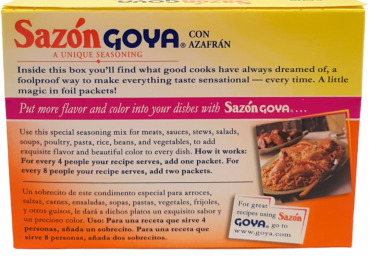 Sazón GOYA® CON
AZAFRÁN
A UNIQUE SEASONING
Inside this box you'll find what good cooks have always dreamed of, a
foolproof way to make everything taste sensational — every time. A little
magic in foil packets!
Put more flavor and color into your dishes with Sazón GOYA....
Use this special seasoning mix for meats, sauces, stews, salads,
soups, poultry, pasta, rice, beans, and vegetables, to add
exquisite flavor and beautiful color to every dish. How it works:
For every 4 people your recipe serves, add one packet. For
every 8 people your recipe serves, add two packets.
Un sobrecito de este condimento especial para arroces,
salsas, carnes, ensaladas, sopas, pastas, vegetales, frijoles,
y otros guisos, le dará a dichos platos un exquisito sabor y
un precioso color. Uso: Para una receta que sirve 4
personas, añada un sobrecito. Para una receta que
sirve 8 personas, añada dos sobrecitos.
For great
recipes using Sazón
GOYA, go to
www.goya.com